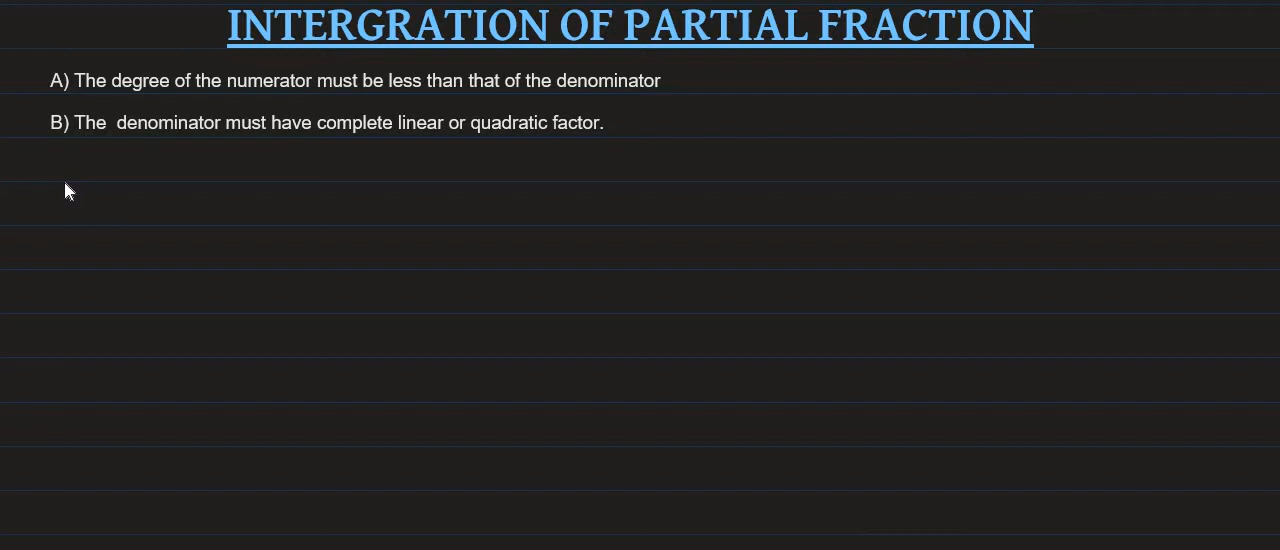 INTERGRATION OF PARTIAL FRACTION
A) The degree of the numerator must be less than that of the denominator
B) The  denominator must have complete linear or quadratic factor.